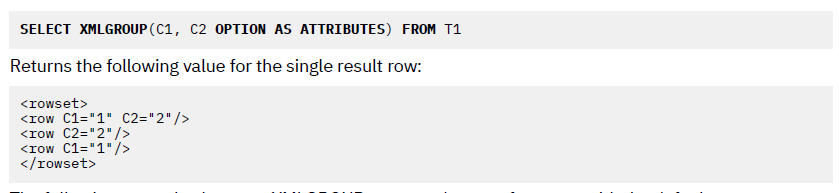 SELECT XMLGROUP(C1, C2 OPTION AS ATTRIBUTES) FROM T1
Returns the following value for the single result row:
<rowset>
<row C1="1" C2="2"/>
<row C2="2"/>
<row C1="1"/>
</rowset>